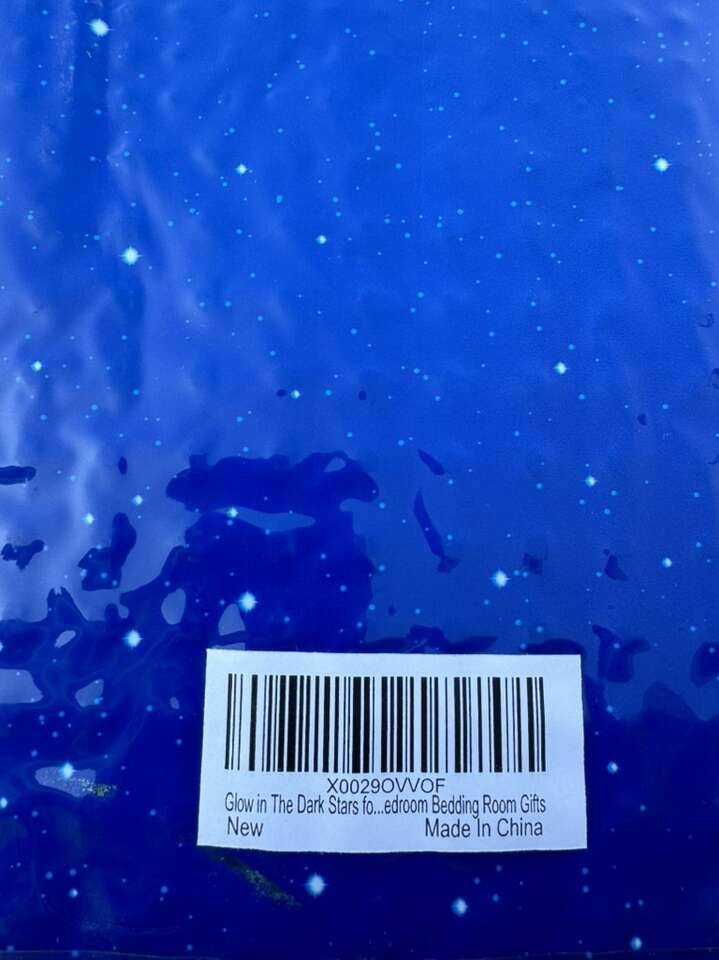 X0029OVVOF
Glow in The Dark Stars fo...edroom Bedding Room Gifts
New
Made In China